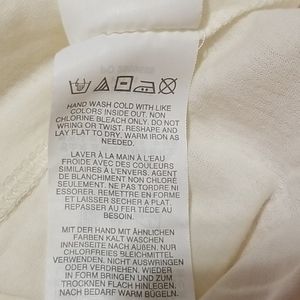 HAND WASH COLD WITH LIKE
COLORS INSIDE OUT. NON
CHLORINE BLEACH ONLY. DO NOT
WRING OR TWIST. RESHAPE AND
LAY FLAT TO DRY. WARM IRON AS
NEEDED.
LAVER À LA MAIN À L'EAU
FROIDE AVEC DES COULEURS
SIMILAIRES À L'ENVERS. AGENT
DE BLANCHIMENT NON CHLORÉ
SEULEMENT. NE PAS TORDRE NI
ESSORER. REMETTRE EN FORME
ET LAISSER SÉCHER A PLAT.
REPASSER AU FER TIÈDE AU
BESOIN.
MIT DER HAND MIT ÄHNLICHEN
FARBEN KALT WASCHEN
INNENSEITE NACH AUßEN. NUR
CHLORFREIES BLEICHMITTEL
VERWENDEN. NICHT AUSWRINGEN
ODER VERDREHEN. WIEDER
IN FORM BRINGEN UND ZUM
TROCKNEN FLACH HINLEGEN.
NACH BEDARF WARM BÜGELN.